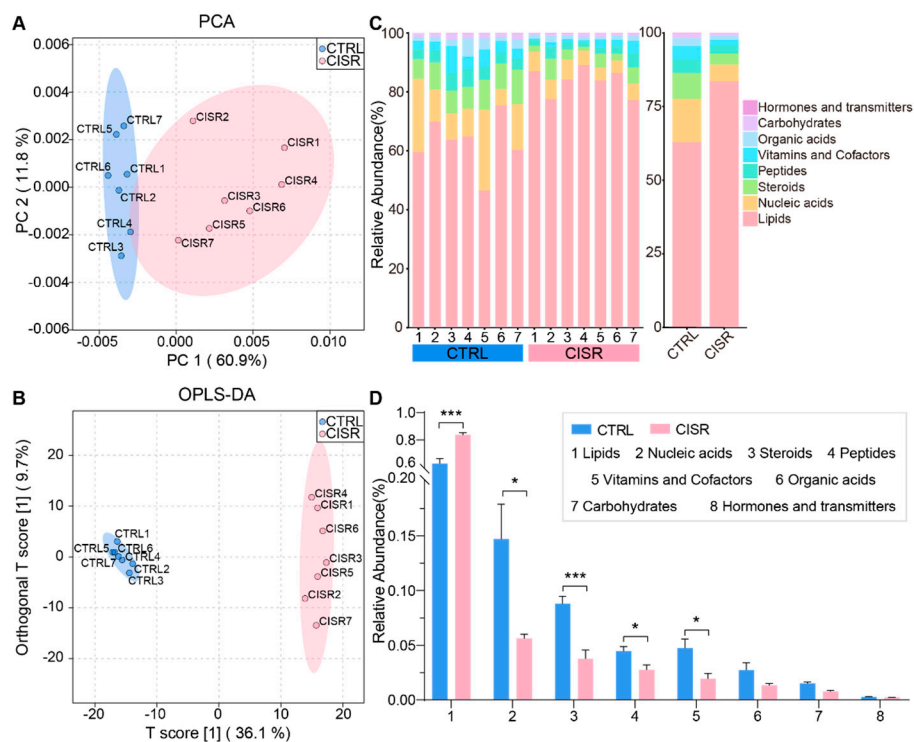 A
PCA
CTRL
CISR
0.006
0.004
0.002
0.000
-0.002
-0.004
-0.006
PC 2 ( 11.8 %)
CTRL7
CTRL5
CTRL6
CTRL1
CTRL2
CTRL4
CTRL3
CISR2
CISR1
CISR4
CISR3
CISR6
CISR5
CISR7
-0.005
0.000
0.005
0.010
PC 1 ( 60.9%)
B
OPLS-DA
CTRL
CISR
20
10
0
-10
-20
Orthogonal T score [1] ( 9.7%)
CTRL1
CTRL5
CTRL6
CTRL7
CTRL4
CTRL2
CTRL3
CISR4
CISR1
CISR6
CISR3
CISR5
CISR2
CISR7
-20
-10
0
10
20
T score [1] ( 36.1 %)
C
Relative Abundance(%)
100
80
60
40
20
0
1 2 3 4 5 6 7 1 2 3 4 5 6 7
CTRL
CISR
100
75
50
25
0
CTRL
CISR
Hormones and transmitters
Carbohydrates
Organic acids
Vitamins and Cofactors
Peptides
Steroids
Nucleic acids
Lipids
D
Relative Abundance(%)
1.0
0.8
0.6
0.20
0.15
0.10
0.05
0.00
***
*
***
*
*
CTRL CISR
1 Lipids 2 Nucleic acids 3 Steroids 4 Peptides
5 Vitamins and Cofactors 6 Organic acids
7 Carbohydrates 8 Hormones and transmitters
1 2 3 4 5 6 7 8